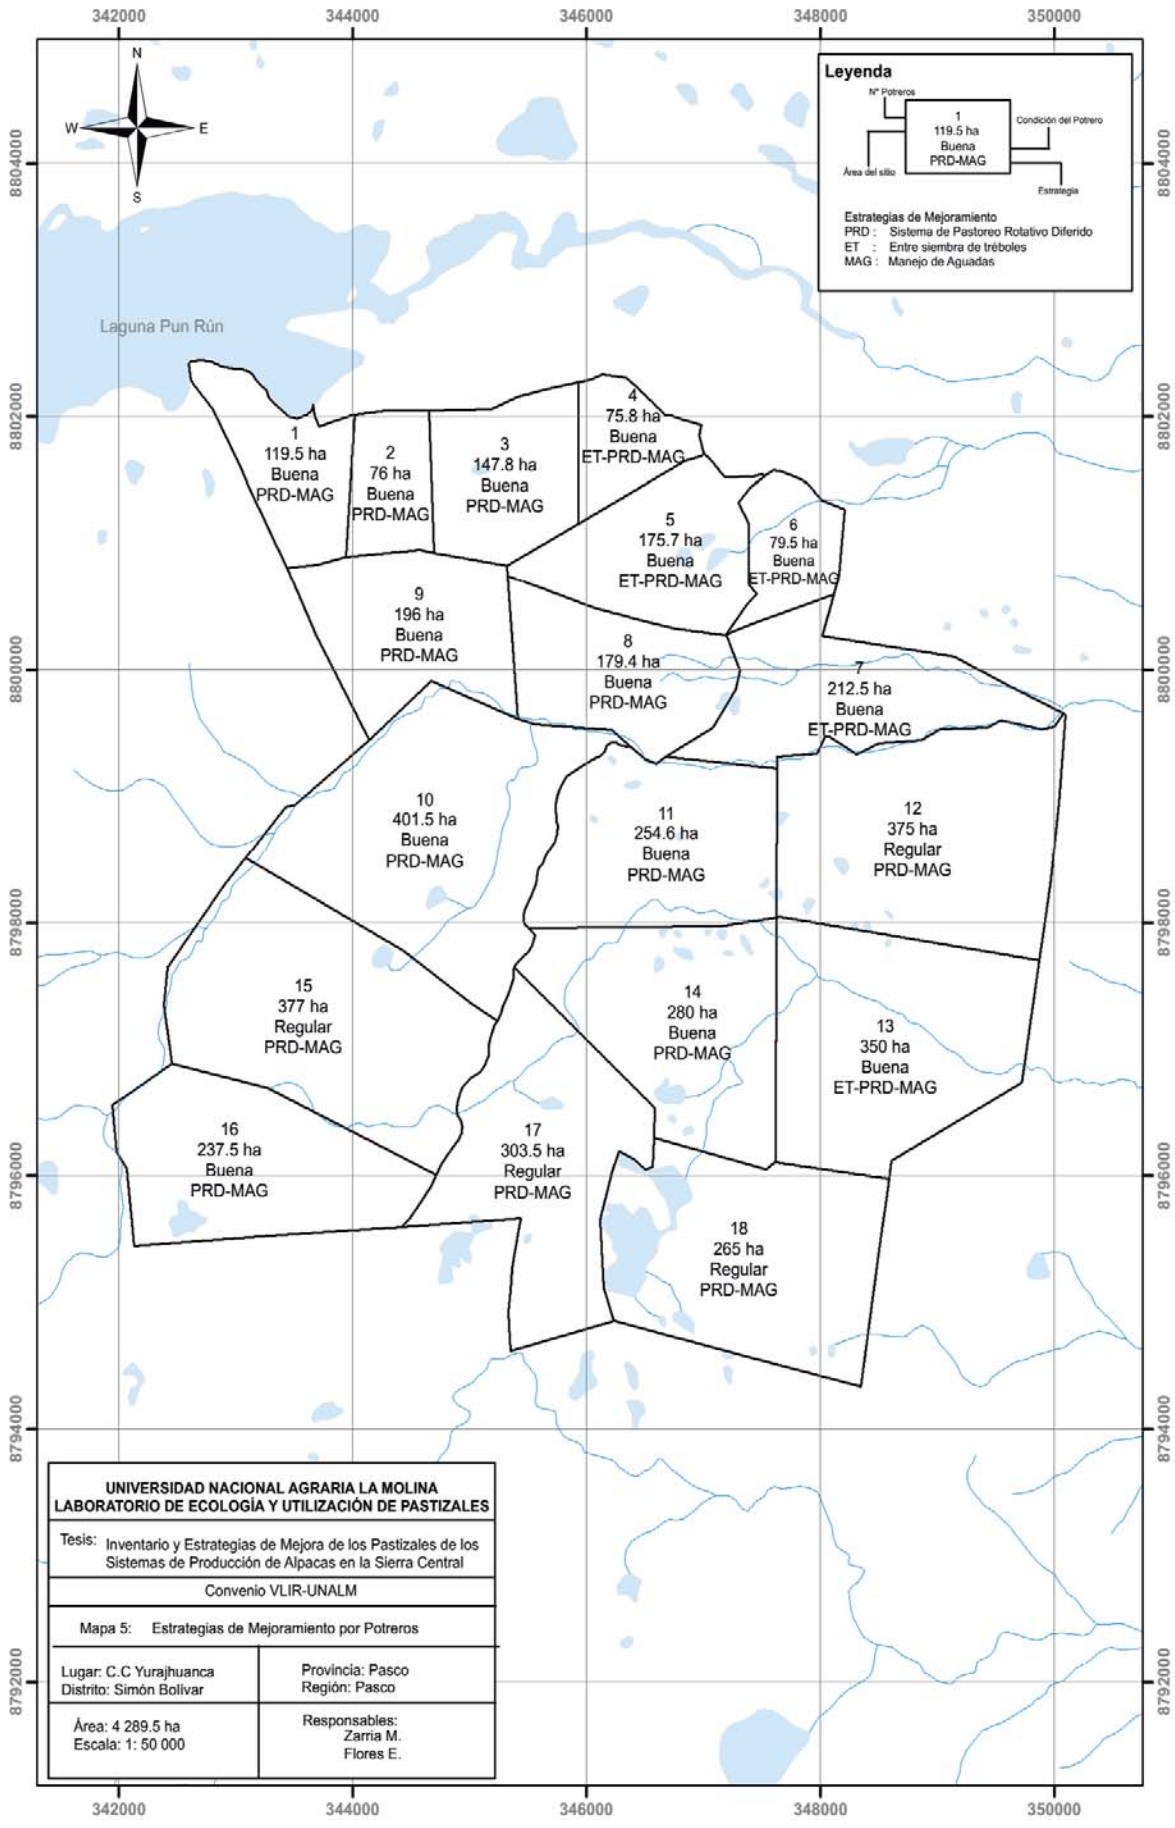 342000
344000
346000
348000
350000
N
W
E
S
Leyenda
N° Potreros
1
119.5 ha
Buena
PRD-MAG
Condición del Potrero
Área del sitio
Estrategia
Estrategias de Mejoramiento
PRD : Sistema de Pastoreo Rotativo Diferido
ET : Entre siembra de tréboles
MAG : Manejo de Aguadas
8804000
8804000
Laguna Pun Rún
8802000
8802000
1
119.5 ha
Buena
PRD-MAG
2
76 ha
Buena
PRD-MAG
3
147.8 ha
Buena
PRD-MAG
4
75.8 ha
Buena
ET-PRD-MAG
5
175.7 ha
Buena
ET-PRD-MAG
6
79.5 ha
Buena
ET-PRD-MAG
9
196 ha
Buena
PRD-MAG
8
179.4 ha
Buena
PRD-MAG
7
212.5 ha
Buena
ET-PRD-MAG
8800000
8800000
10
401.5 ha
Buena
PRD-MAG
11
254.6 ha
Buena
PRD-MAG
12
375 ha
Regular
PRD-MAG
8798000
8798000
15
377 ha
Regular
PRD-MAG
14
280 ha
Buena
PRD-MAG
13
350 ha
Buena
ET-PRD-MAG
16
237.5 ha
Buena
PRD-MAG
17
303.5 ha
Regular
PRD-MAG
8796000
8796000
18
265 ha
Regular
PRD-MAG
8794000
8794000
UNIVERSIDAD NACIONAL AGRARIA LA MOLINA
LABORATORIO DE ECOLOGÍA Y UTILIZACIÓN DE PASTIZALES
Tesis: Inventario y Estrategias de Mejora de los Pastizales de los
Sistemas de Producción de Alpacas en la Sierra Central
Convenio VLIR-UNALM
Mapa 5: Estrategias de Mejoramiento por Potreros
Lugar: C.C Yurajhuanca
Distrito: Simón Bolívar
Provincia: Pasco
Región: Pasco
Área: 4 289.5 ha
Escala: 1: 50 000
Responsables:
Zarria M.
Flores E.
8792000
8792000
342000
344000
346000
348000
350000